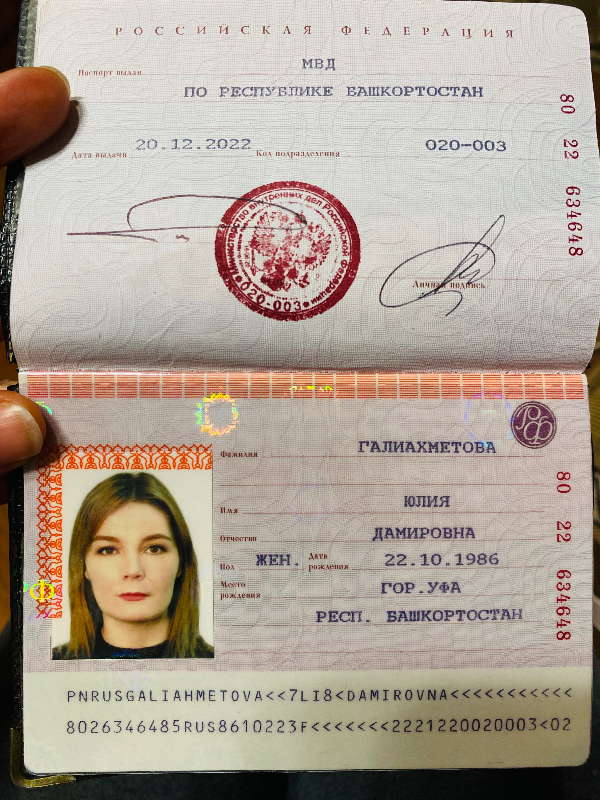 РОССИЙСКАЯ ФЕДЕРАЦИЯ
Паспорт выдан МВД
ПО РЕСПУБЛИКЕ БАШКОРТОСТАН
Дата выдачи 20.12.2022 Код подразделения 020-003
80 22 634648
Министерство внутренних дел Российской Федерации
020-003
Личная подпись
Фамилия ГАЛИАХМЕТОВА
Имя ЮЛИЯ
Отчество ДАМИРОВНА
Пол ЖЕН. Дата рождения 22.10.1986
Место рождения ГОР.УФА
РЕСП. БАШКОРТОСТАН
80 22 634648
PNRUSGALIAHMETOVA<<7LI8<DAMIROVNA<<<<<<<<<<<
8026346485RUS8610223F<<<<<<<2221220020003<02